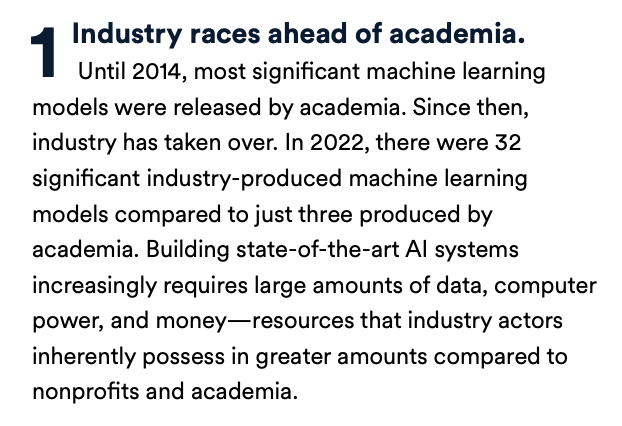 1 Industry races ahead of academia.
Until 2014, most significant machine learning
models were released by academia. Since then,
industry has taken over. In 2022, there were 32
significant industry-produced machine learning
models compared to just three produced by
academia. Building state-of-the-art AI systems
increasingly requires large amounts of data, computer
power, and money—resources that industry actors
inherently possess in greater amounts compared to
nonprofits and academia.